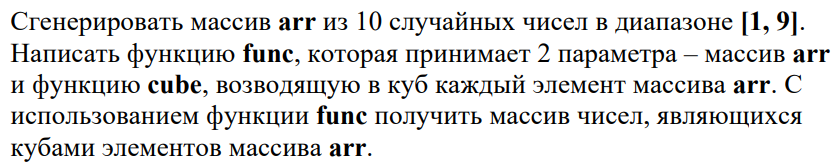 Сгенерировать массив arr из 10 случайных чисел в диапазоне [1, 9].
Написать функцию func, которая принимает 2 параметра – массив arr
и функцию cube, возводящую в куб каждый элемент массива arr. С
использованием функции func получить массив чисел, являющихся
кубами элементов массива arr.